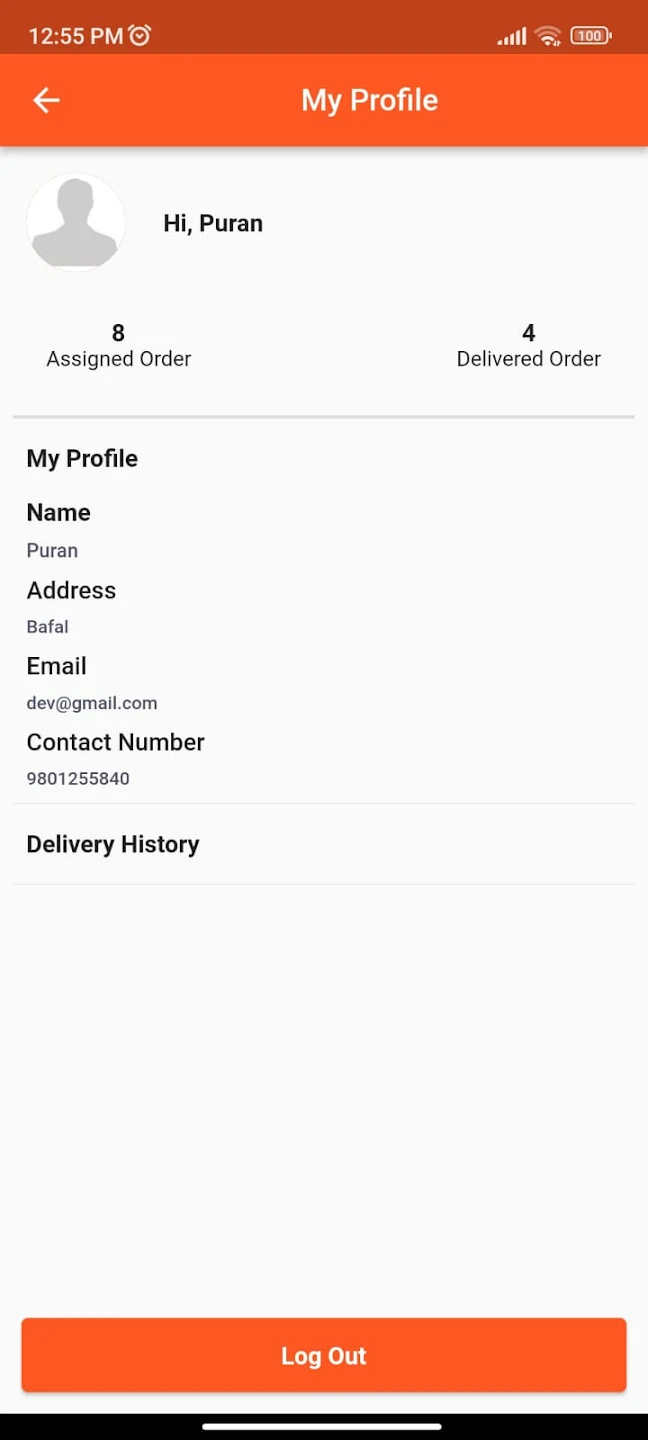 12:55 PM
100
My Profile
Hi, Puran
8
Assigned Order
4
Delivered Order
My Profile
Name
Puran
Address
Bafal
Email
dev@gmail.com
Contact Number
9801255840
Delivery History
Log Out